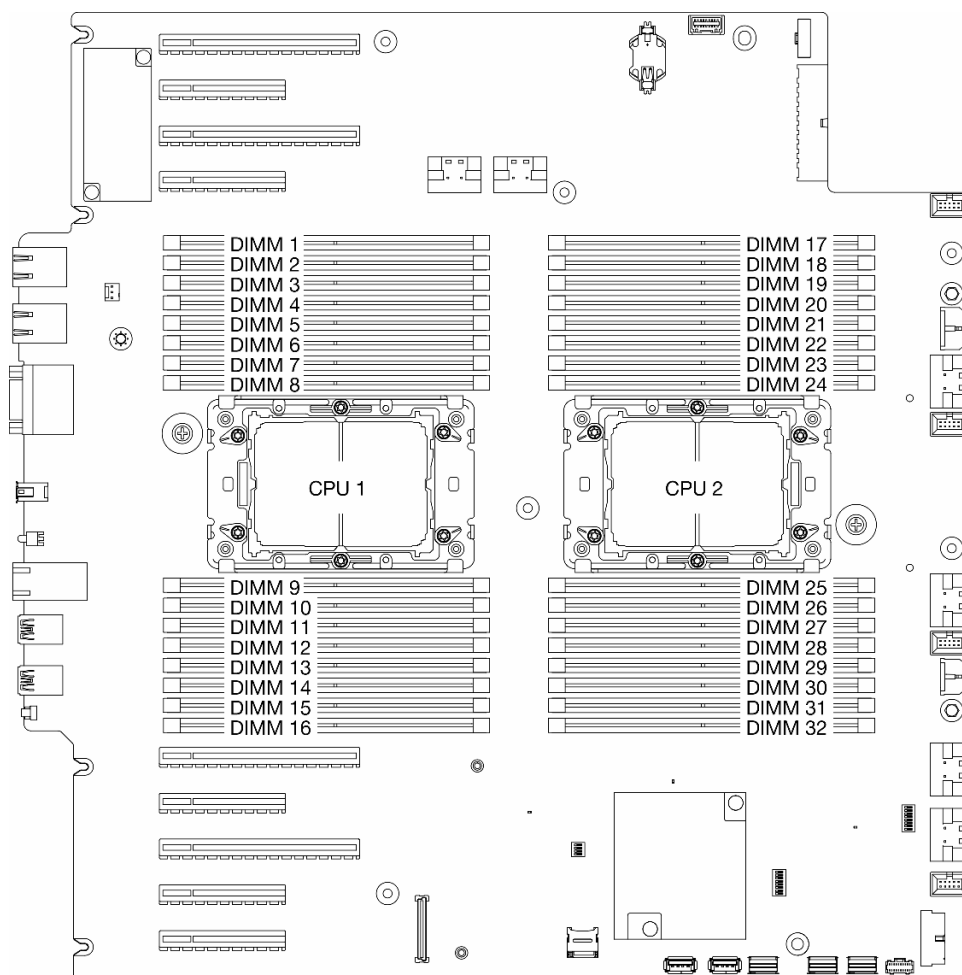 DIMM 1
DIMM 2
DIMM 3
DIMM 4
DIMM 5
DIMM 6
DIMM 7
DIMM 8
DIMM 17
DIMM 18
DIMM 19
DIMM 20
DIMM 21
DIMM 22
DIMM 23
DIMM 24
CPU 1
CPU 2
DIMM 9
DIMM 10
DIMM 11
DIMM 12
DIMM 13
DIMM 14
DIMM 15
DIMM 16
DIMM 25
DIMM 26
DIMM 27
DIMM 28
DIMM 29
DIMM 30
DIMM 31
DIMM 32